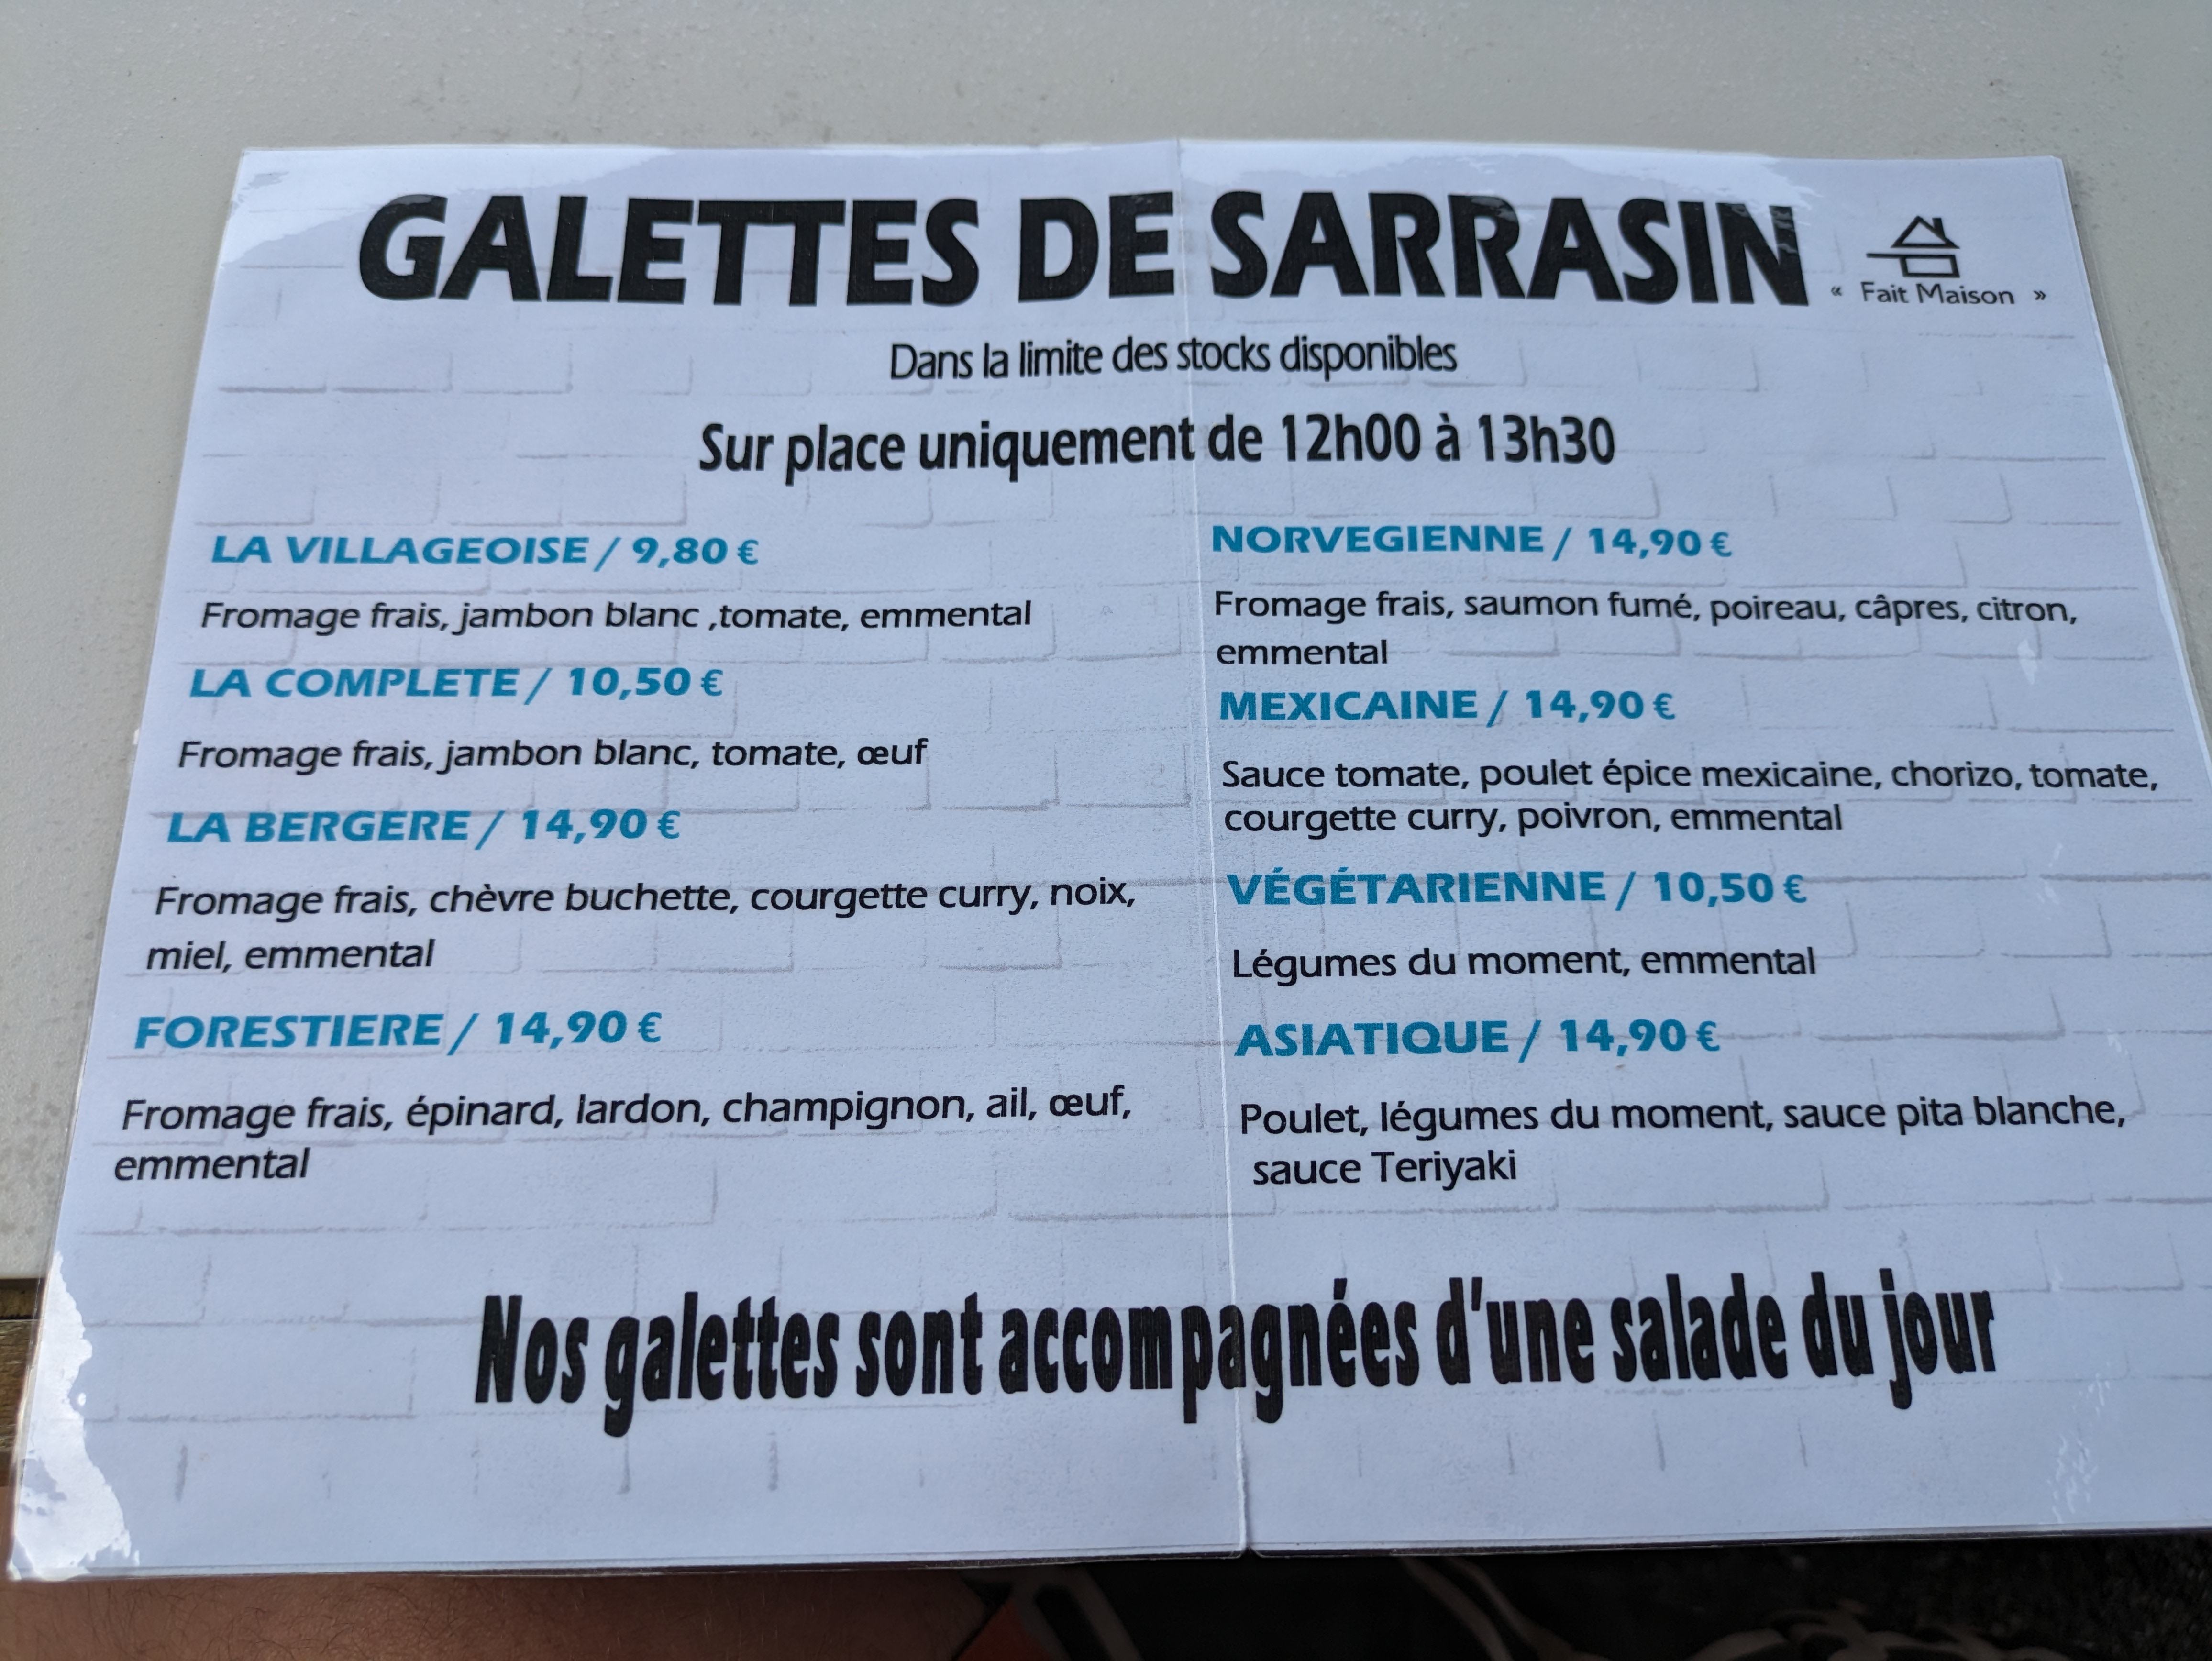 GALETTES DE SARRASIN
« Fait Maison »
Dans la limite des stocks disponibles
Sur place uniquement de 12h00 à 13h30
LA VILLAGEOISE / 9,80 €
Fromage frais, jambon blanc ,tomate, emmental
LA COMPLETE / 10,50 €
Fromage frais, jambon blanc, tomate, œuf
LA BERGERE / 14,90 €
Fromage frais, chèvre buchette, courgette curry, noix,
miel, emmental
FORESTIERE / 14,90 €
Fromage frais, épinard, lardon, champignon, ail, œuf,
emmental
NORVEGIENNE / 14,90 €
Fromage frais, saumon fumé, poireau, câpres, citron,
emmental
MEXICAINE / 14,90 €
Sauce tomate, poulet épice mexicaine, chorizo, tomate,
courgette curry, poivron, emmental
VÉGÉTARIENNE / 10,50 €
Légumes du moment, emmental
ASIATIQUE / 14,90 €
Poulet, légumes du moment, sauce pita blanche,
sauce Teriyaki
Nos galettes sont accompagnées d'une salade du jour